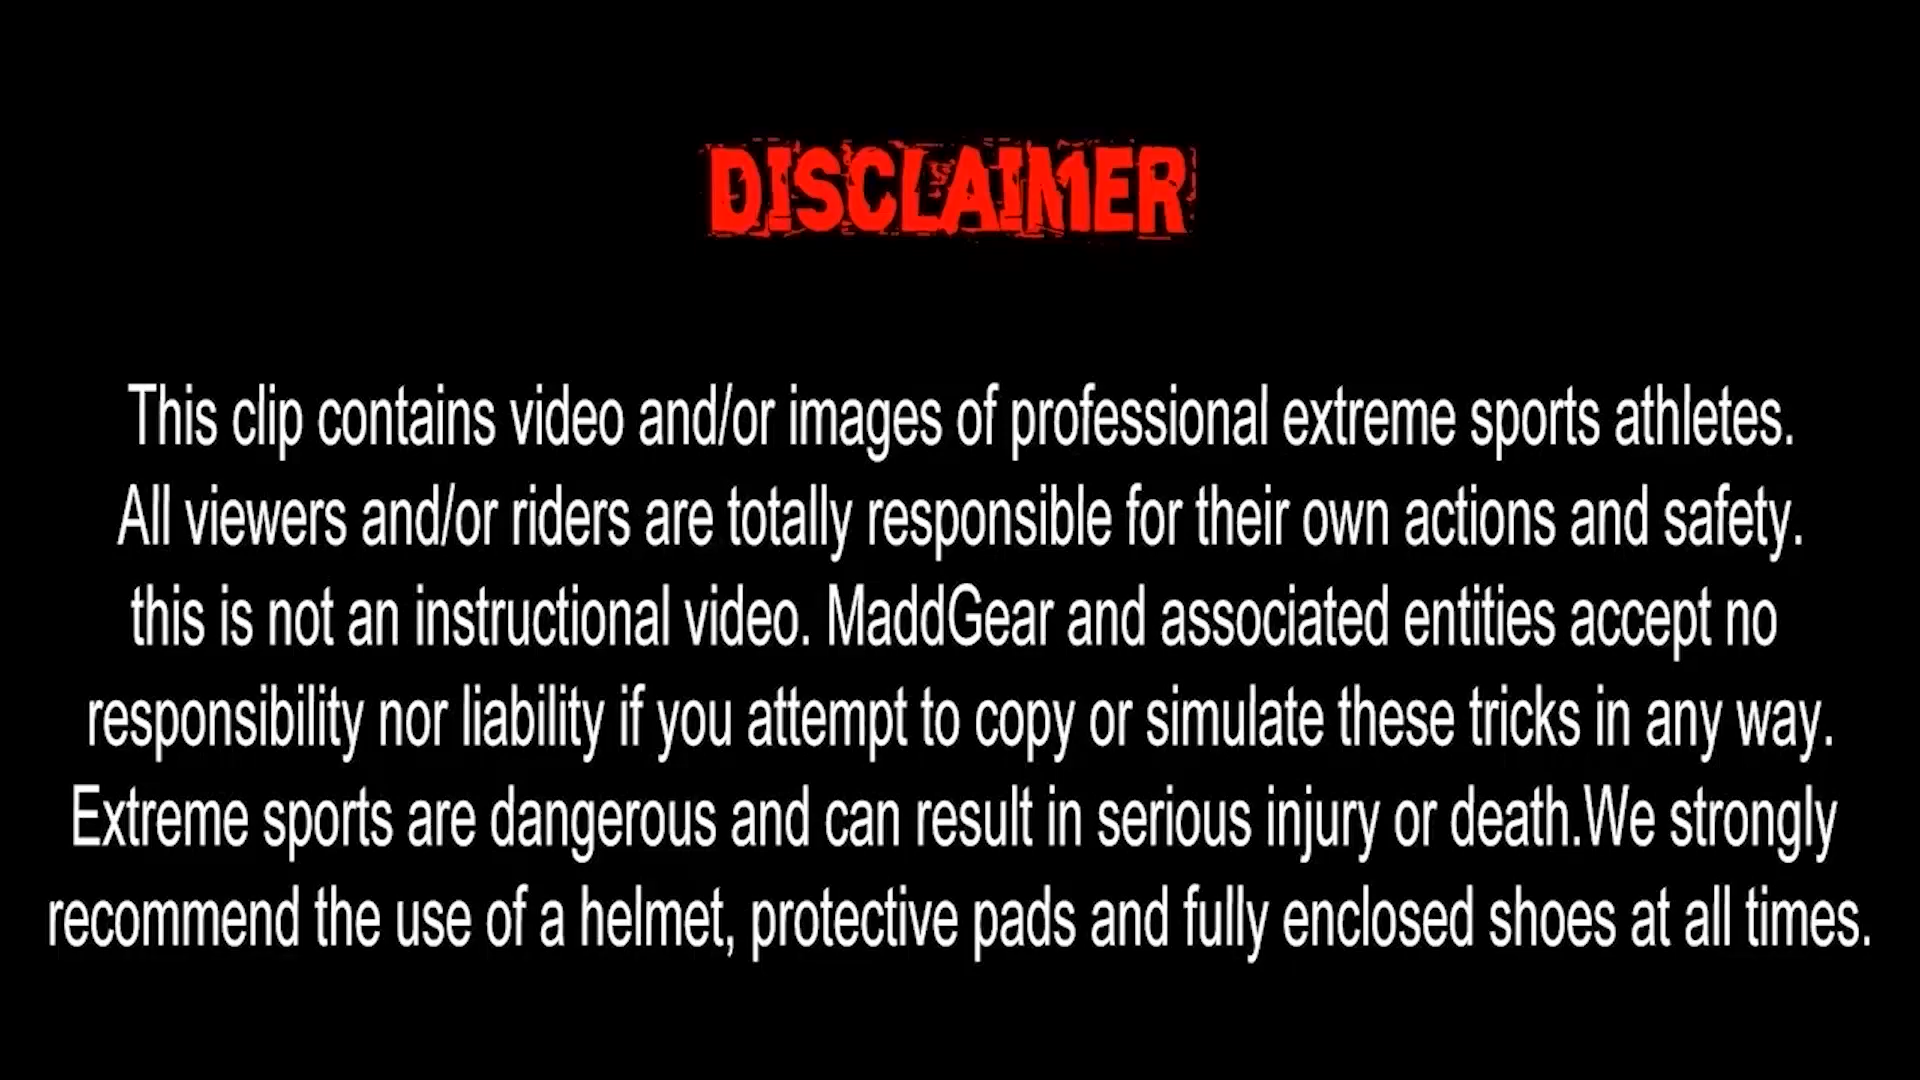 DISCLAIMER
This clip contains video and/or images of professional extreme sports athletes.
All viewers and/or riders are totally responsible for their own actions and safety.
this is not an instructional video. MaddGear and associated entities accept no
responsibility nor liability if you attempt to copy or simulate these tricks in any way.
Extreme sports are dangerous and can result in serious injury or death.We strongly
recommend the use of a helmet, protective pads and fully enclosed shoes at all times.